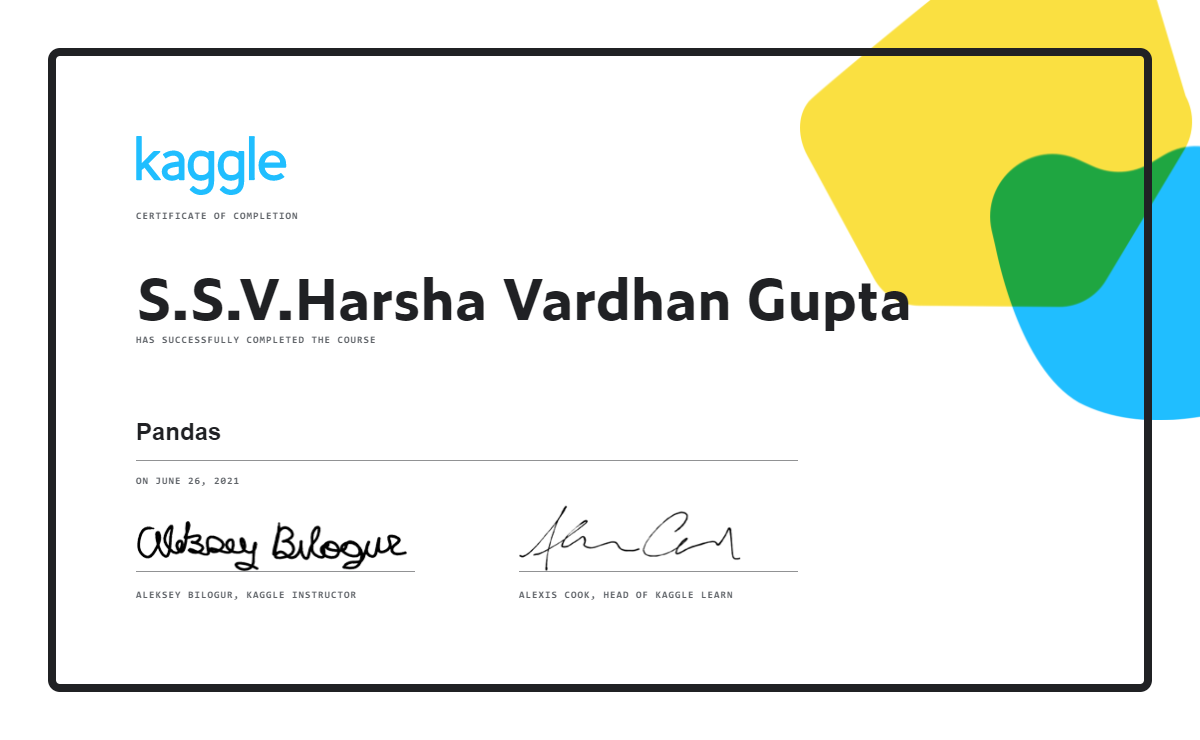 kaggle
CERTIFICATE OF COMPLETION
S.S.V.Harsha Vardhan Gupta
HAS SUCCESSFULLY COMPLETED THE COURSE
Pandas
ON JUNE 26, 2021
Aleksey Bilogur
ALEKSEY BILOGUR, KAGGLE INSTRUCTOR
ALEXIS COOK, HEAD OF KAGGLE LEARN